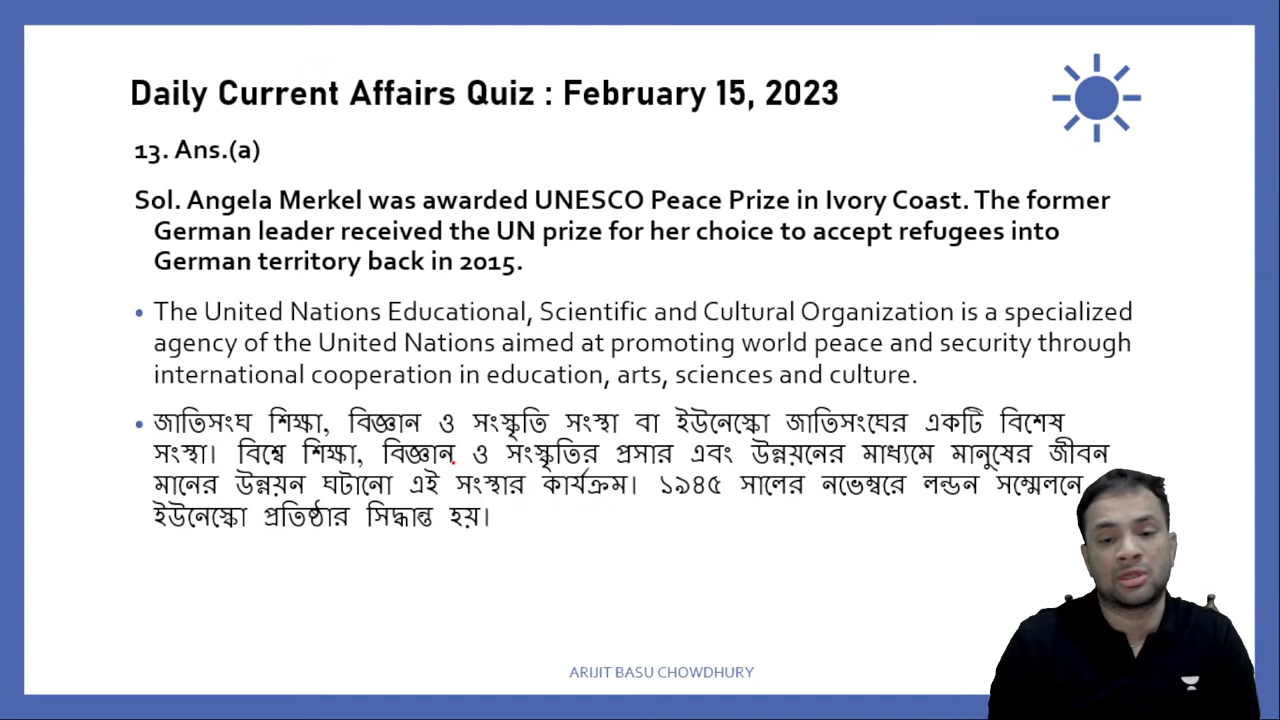 Daily Current Affairs Quiz : February 15, 2023
13. Ans.(a)
Sol. Angela Merkel was awarded UNESCO Peace Prize in Ivory Coast. The former
German leader received the UN prize for her choice to accept refugees into
German territory back in 2015.
• The United Nations Educational, Scientific and Cultural Organization is a specialized
agency of the United Nations aimed at promoting world peace and security through
international cooperation in education, arts, sciences and culture.
• জাতিসংঘ শিক্ষা, বিজ্ঞান ও সংস্কৃতি সংস্থা বা ইউনেস্কো জাতিসংঘের একটি বিশেষ
সংস্থা। বিশ্বে শিক্ষা, বিজ্ঞান ও সংস্কৃতির প্রসার এবং উন্নয়নের মাধ্যমে মানুষের জীবন
মানের উন্নয়ন ঘটানো এই সংস্থার কার্যক্রম। ১৯৪৫ সালের নভেম্বরে লন্ডন সম্মেলনে
ইউনেস্কো প্রতিষ্ঠার সিদ্ধান্ত হয়।
ARIJIT BASU CHOWDHURY